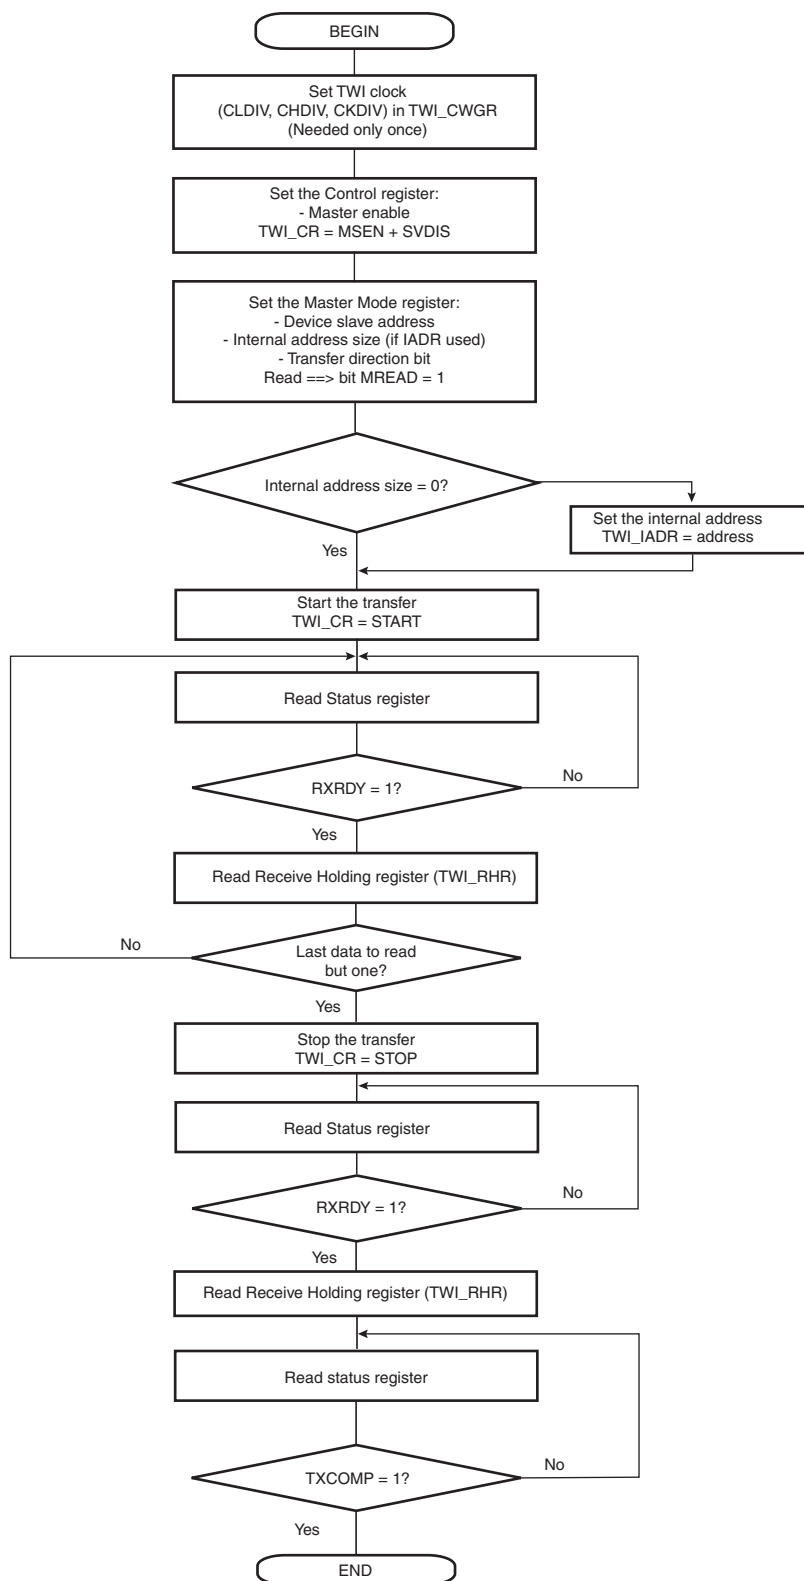 BEGIN
Set TWI clock
(CLDIV, CHDIV, CKDIV) in TWI_CWGR
(Needed only once)
Set the Control register:
- Master enable
TWI_CR = MSEN + SVDIS
Set the Master Mode register:
- Device slave address
- Internal address size (if IADR used)
- Transfer direction bit
Read ==> bit MREAD = 1
Internal address size = 0?
Set the internal address
TWI_IADR = address
Yes
Start the transfer
TWI_CR = START
Read Status register
RXRDY = 1?
No
Yes
Read Receive Holding register (TWI_RHR)
No
Last data to read
but one?
Yes
Stop the transfer
TWI_CR = STOP
Read Status register
RXRDY = 1?
No
Yes
Read Receive Holding register (TWI_RHR)
Read status register
TXCOMP = 1?
No
Yes
END